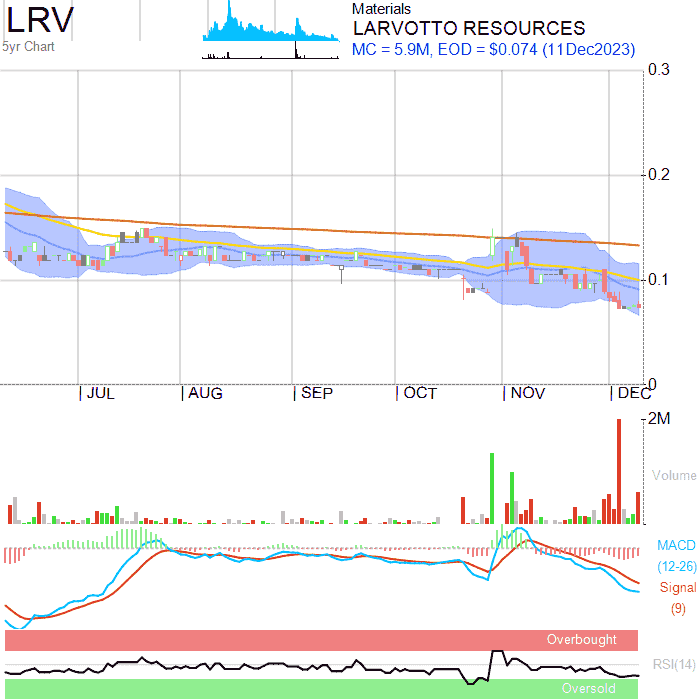 LRV
5yr Chart
Materials
LARVOTTO RESOURCES
MC = 5.9M, EOD = $0.074 (11Dec2023)
0.3
0.2
0.1
0
JUL AUG SEP OCT NOV DEC
2M
Volume
MACD
(12-26)
Signal
(9)
Overbought
RSI(14)
Oversold